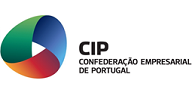 CIP
CONFEDERAÇÃO EMPRESARIAL
DE PORTUGAL